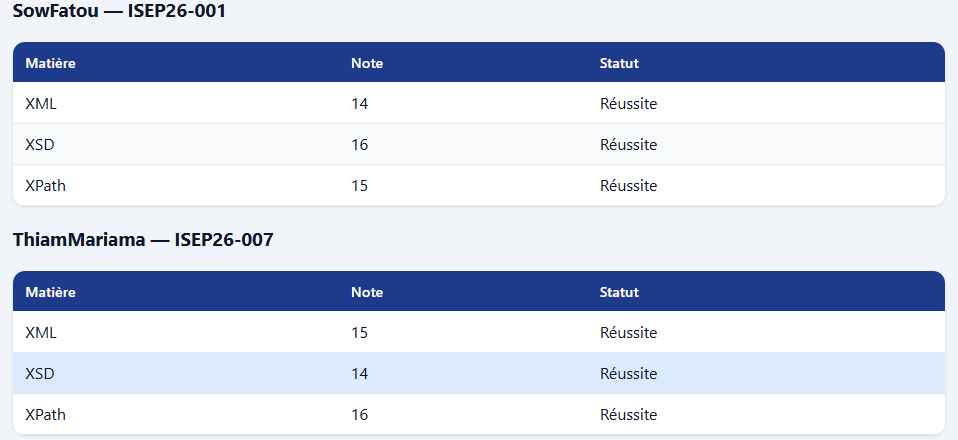 SowFatou — ISEP26-001
Matière Note Statut
XML 14 Réussite
XSD 16 Réussite
XPath 15 Réussite
ThiamMariama — ISEP26-007
Matière Note Statut
XML 15 Réussite
XSD 14 Réussite
XPath 16 Réussite